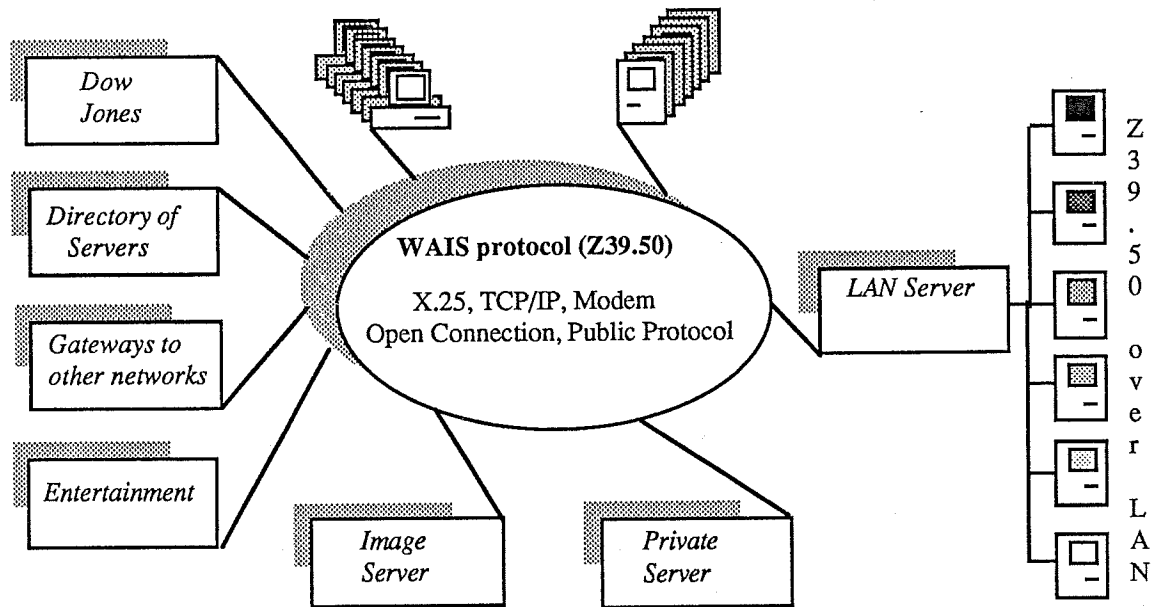 Dow
Jones
Directory of
Servers
Gateways to
other networks
Entertainment
WAIS protocol (Z39.50)
X.25, TCP/IP, Modem
Open Connection, Public Protocol
LAN Server
Image
Server
Private
Server
Z39.50 over LAN